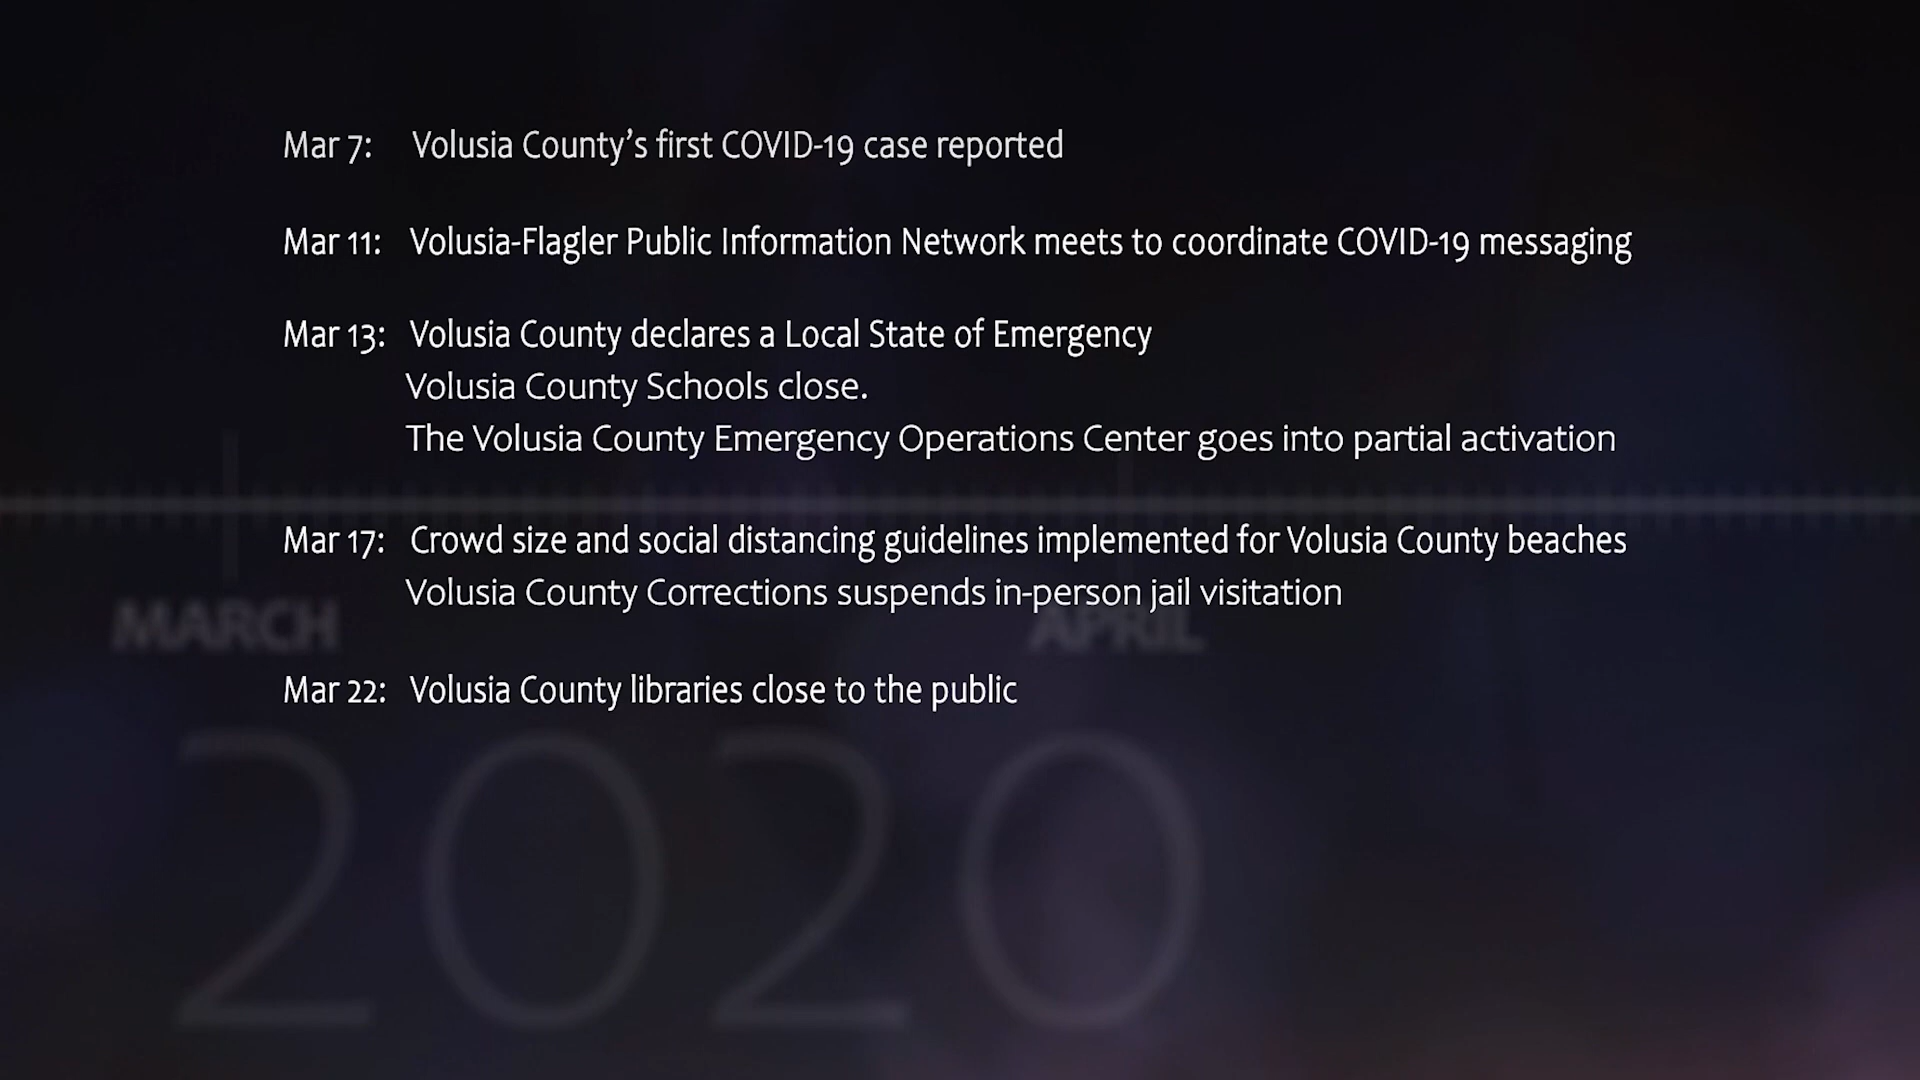 Mar 7: Volusia County’s first COVID-19 case reported
Mar 11: Volusia-Flagler Public Information Network meets to coordinate COVID-19 messaging
Mar 13: Volusia County declares a Local State of Emergency
Volusia County Schools close.
The Volusia County Emergency Operations Center goes into partial activation
Mar 17: Crowd size and social distancing guidelines implemented for Volusia County beaches
Volusia County Corrections suspends in-person jail visitation
MARCH APRIL
Mar 22: Volusia County libraries close to the public
2020